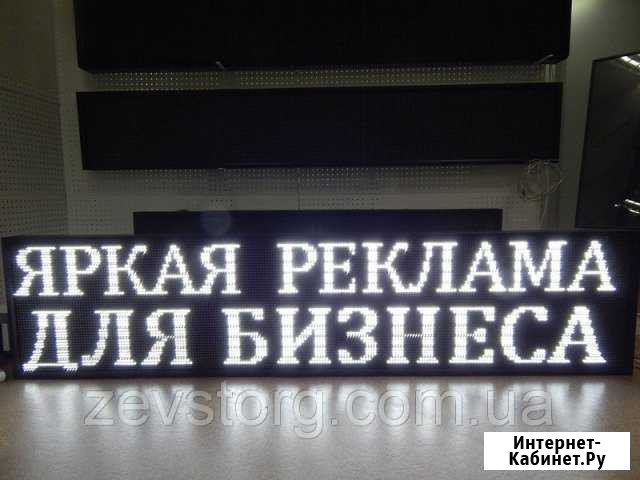 ЯРКАЯ РЕКЛАМА
ДЛЯ БИЗНЕСА
zevstorg.com.ua
Интернет-
Кабинет.Ру